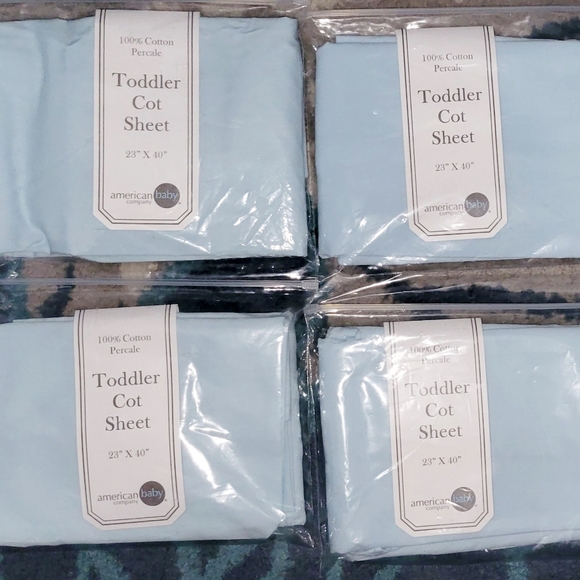 100% Cotton
Percale
Toddler
Cot
Sheet
23" X 40"
american baby
company
100% Cotton
Percale
Toddler
Cot
Sheet
23" X 40"
american baby
company
100% Cotton
Percale
Toddler
Cot
Sheet
23" X 40"
american baby
company
100% Cotton
Percale
Toddler
Cot
Sheet
23" X 40"
american baby
company